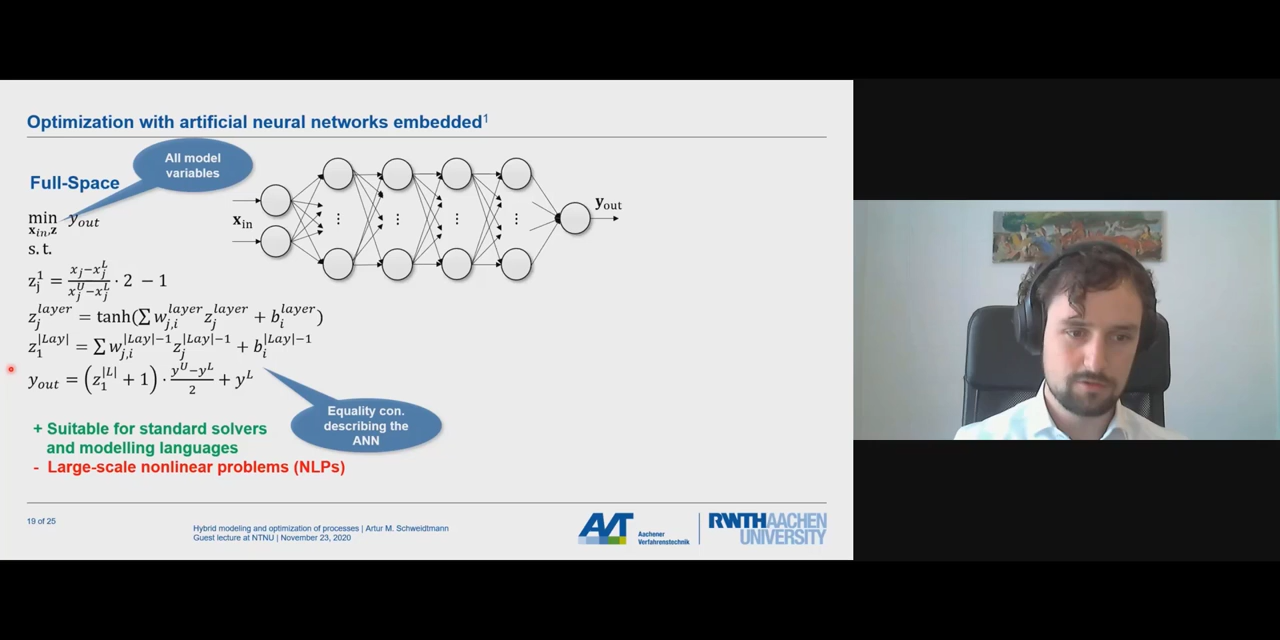 Optimization with artificial neural networks embedded¹
All model
variables
Full-Space
min y_out
x_in,z
s.t.
z_j^1 = (x_j − x_j^L)/(x_j^U − x_j^L) · 2 − 1
z_j^layer = tanh(∑ w_{j,i}^layer z_j^layer + b_i^layer)
z_1^|Lay| = ∑ w_{j,i}^{|Lay|−1} z_j^{|Lay|−1} + b_i^{|Lay|−1}
y_out = (z_1^|L| + 1) · (y^U − y^L)/2 + y^L
x_in
⋮ ⋮ ⋮ ⋮
y_out
Equality con.
describing the
ANN
+ Suitable for standard solvers
and modelling languages
- Large-scale nonlinear problems (NLPs)
19 of 25
Hybrid modeling and optimization of processes | Artur M. Schweidtmann
Guest lecture at NTNU | November 23, 2020
AVT
Aachener
Verfahrenstechnik
RWTHAACHEN
UNIVERSITY